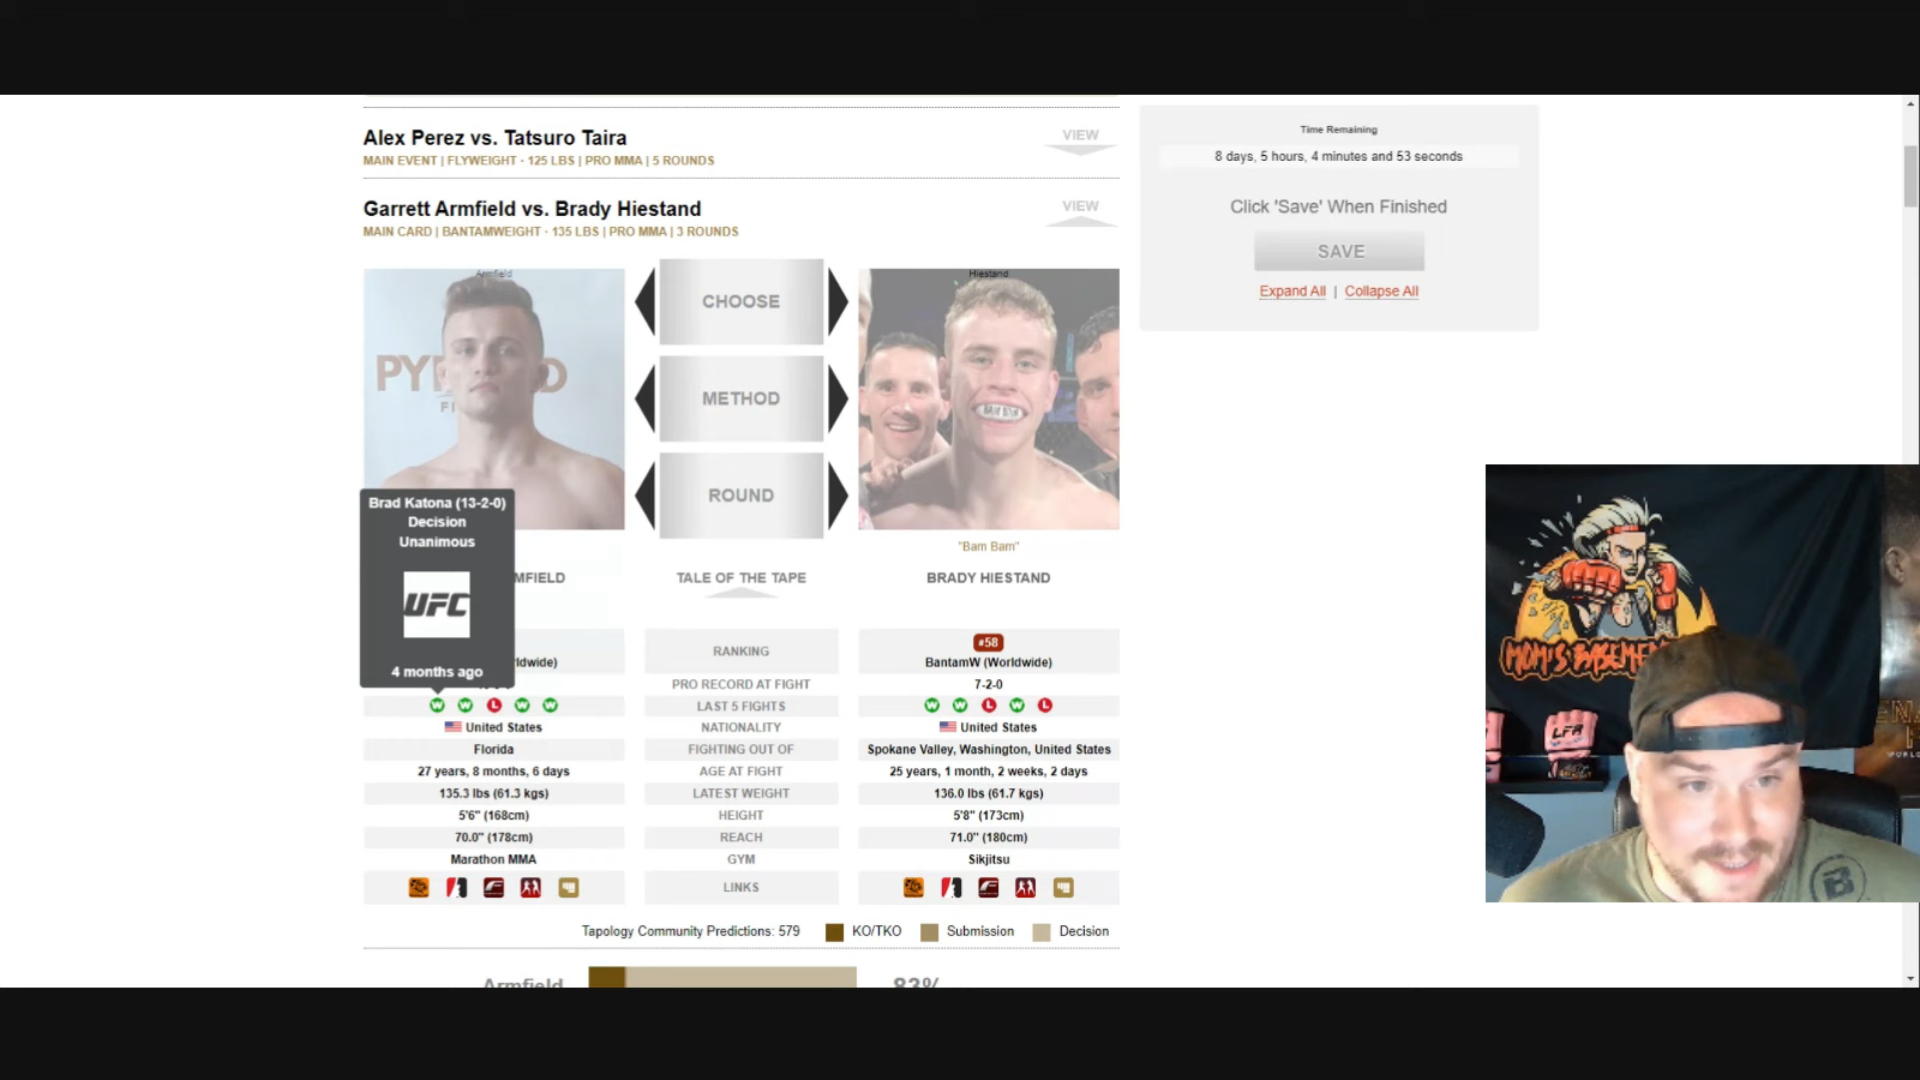 Alex Perez vs. Tatsuro Taira
VIEW
MAIN EVENT | FLYWEIGHT · 125 LBS | PRO MMA | 5 ROUNDS
Garrett Armfield vs. Brady Hiestand
VIEW
MAIN CARD | BANTAMWEIGHT · 135 LBS | PRO MMA | 3 ROUNDS
Time Remaining
8 days, 5 hours, 4 minutes and 53 seconds
Click 'Save' When Finished
SAVE
Expand All | Collapse All
Armfield
Hiestand
CHOOSE
METHOD
ROUND
Brad Katona (13-2-0)
Decision
Unanimous
UFC
4 months ago
"Bam Bam"
MFIELD
TALE OF THE TAPE
BRADY HIESTAND
#58
ldwide)
RANKING
BantamW (Worldwide)
PRO RECORD AT FIGHT
7-2-0
W W L W W
LAST 5 FIGHTS
W W L W L
United States
NATIONALITY
United States
Florida
FIGHTING OUT OF
Spokane Valley, Washington, United States
27 years, 8 months, 6 days
AGE AT FIGHT
25 years, 1 month, 2 weeks, 2 days
135.3 lbs (61.3 kgs)
LATEST WEIGHT
136.0 lbs (61.7 kgs)
5'6" (168cm)
HEIGHT
5'8" (173cm)
70.0" (178cm)
REACH
71.0" (180cm)
Marathon MMA
GYM
Sikjitsu
LINKS
Tapology Community Predictions: 579
KO/TKO
Submission
Decision
Armfield
83%
MOM'S BASEME
LFA
B